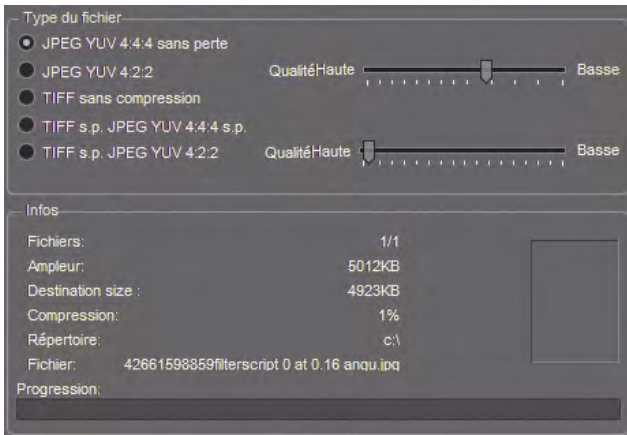 Type du fichier
JPEG YUV 4:4:4 sans perte
JPEG YUV 4:2:2 QualitéHaute Basse
TIFF sans compression
TIFF s.p. JPEG YUV 4:4:4 s.p.
TIFF s.p. JPEG YUV 4:2:2 QualitéHaute Basse
Infos
Fichiers: 1/1
Ampleur: 5012KB
Destination size : 4923KB
Compression: 1%
Répertoire: c:\
Fichier: 42661598859filterscript 0 at 0.16 angu.jpg
Progression: